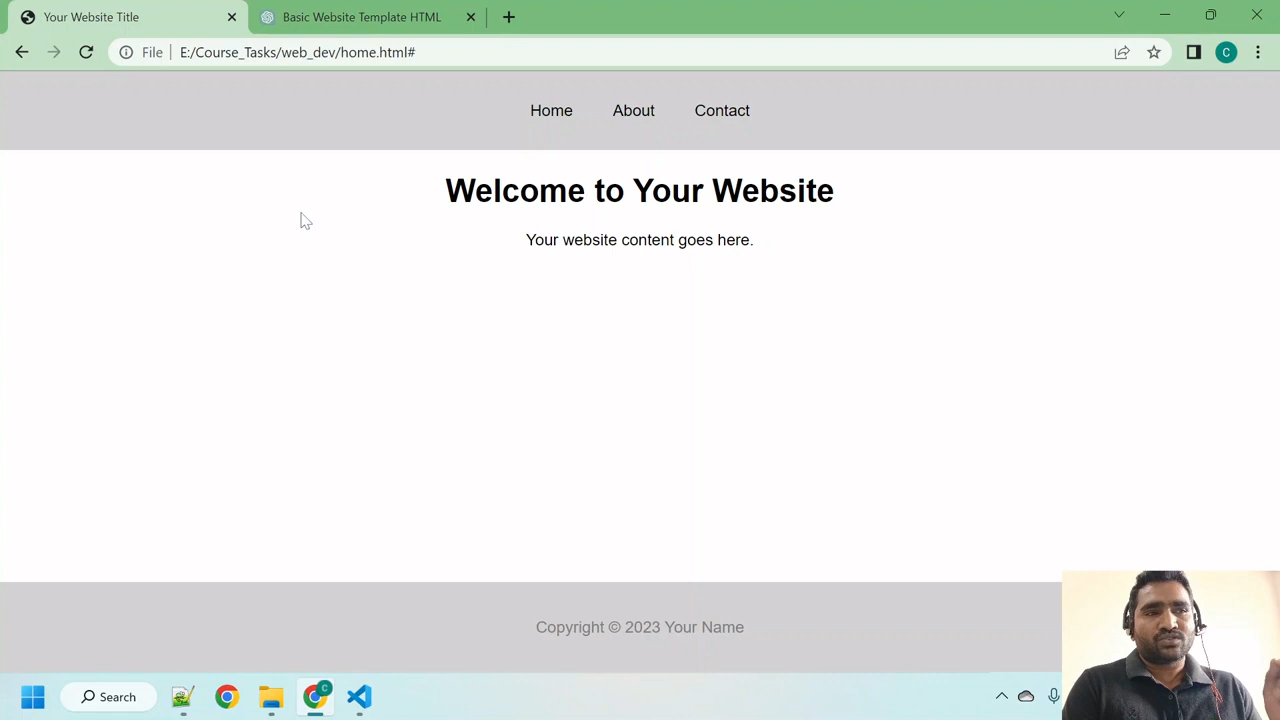 Your Website Title
Basic Website Template HTML
File
E:/Course_Tasks/web_dev/home.html#
C
Home
About
Contact
Welcome to Your Website
Your website content goes here.
Copyright © 2023 Your Name
Search
C